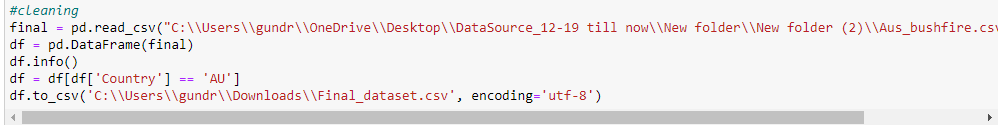 #cleaning
final = pd.read_csv("C:\\Users\\gundr\\OneDrive\\Desktop\\DataSource_12-19 till now\\New folder\\New folder (2)\\Aus_bushfire.csv
df = pd.DataFrame(final)
df.info()
df = df[df['Country'] == 'AU']
df.to_csv('C:\\Users\\gundr\\Downloads\\Final_dataset.csv', encoding='utf-8')